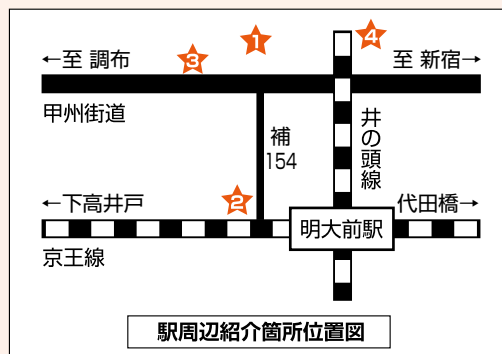 1
4
←至 調布
3
至 新宿→
甲州街道
補
154
井の頭線
←下高井戸
2
代田橋→
明大前駅
京王線
駅周辺紹介箇所位置図